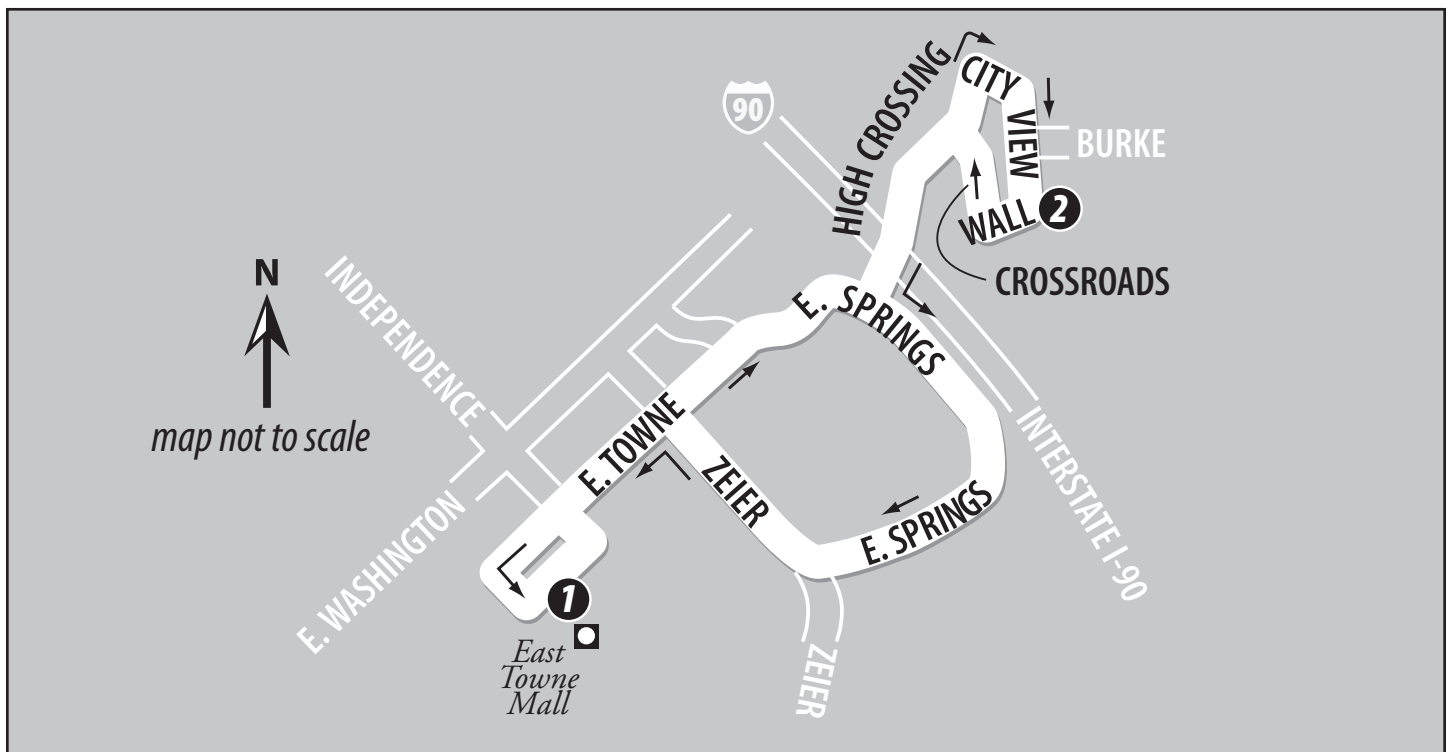 HIGH CROSSING
CITY
VIEW
90
BURKE
WALL
2
CROSSROADS
N
map not to scale
INDEPENDENCE
E. SPRINGS
E. TOWNE
ZEIER
E. SPRINGS
INTERSTATE I-90
E. WASHINGTON
1
East
Towne
Mall
ZEIER